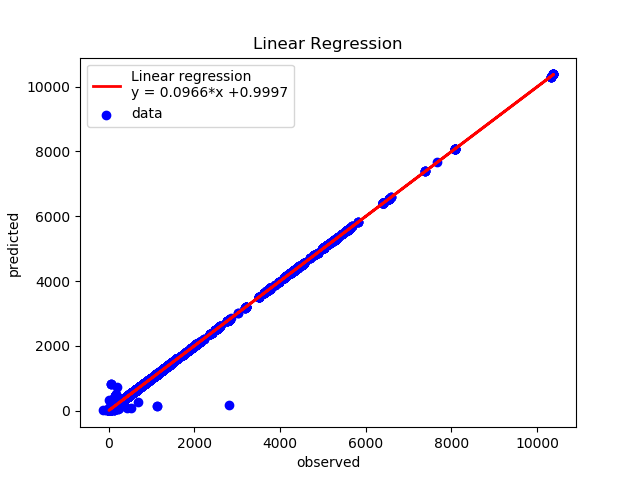 Linear Regression
Linear regression
y = 0.0966*x +0.9997
data
10000
8000
6000
4000
2000
0
predicted
0 2000 4000 6000 8000 10000
observed